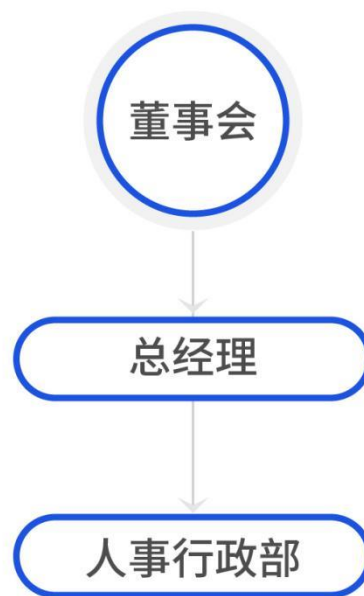 董事会
总经理
人事行政部